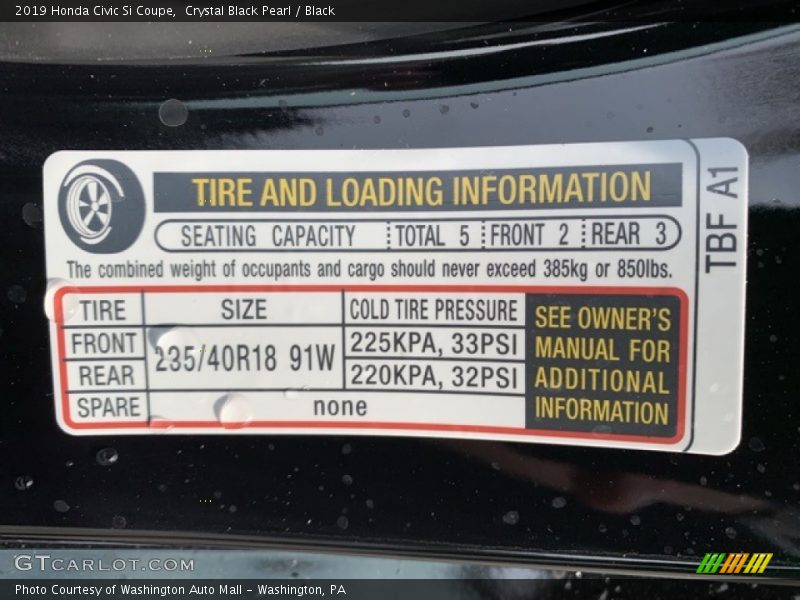 2019 Honda Civic Si Coupe,  Crystal Black Pearl / Black
TIRE AND LOADING INFORMATION
SEATING CAPACITY TOTAL 5 FRONT 2 REAR 3
The combined weight of occupants and cargo should never exceed 385kg or 850lbs.
TIRE SIZE COLD TIRE PRESSURE
FRONT 235/40R18 91W 225KPA, 33PSI
REAR 220KPA, 32PSI
SPARE none
SEE OWNER'S
MANUAL FOR
ADDITIONAL
INFORMATION
TBF A1
GTCARLOT.COM
Photo Courtesy of Washington Auto Mall - Washington, PA